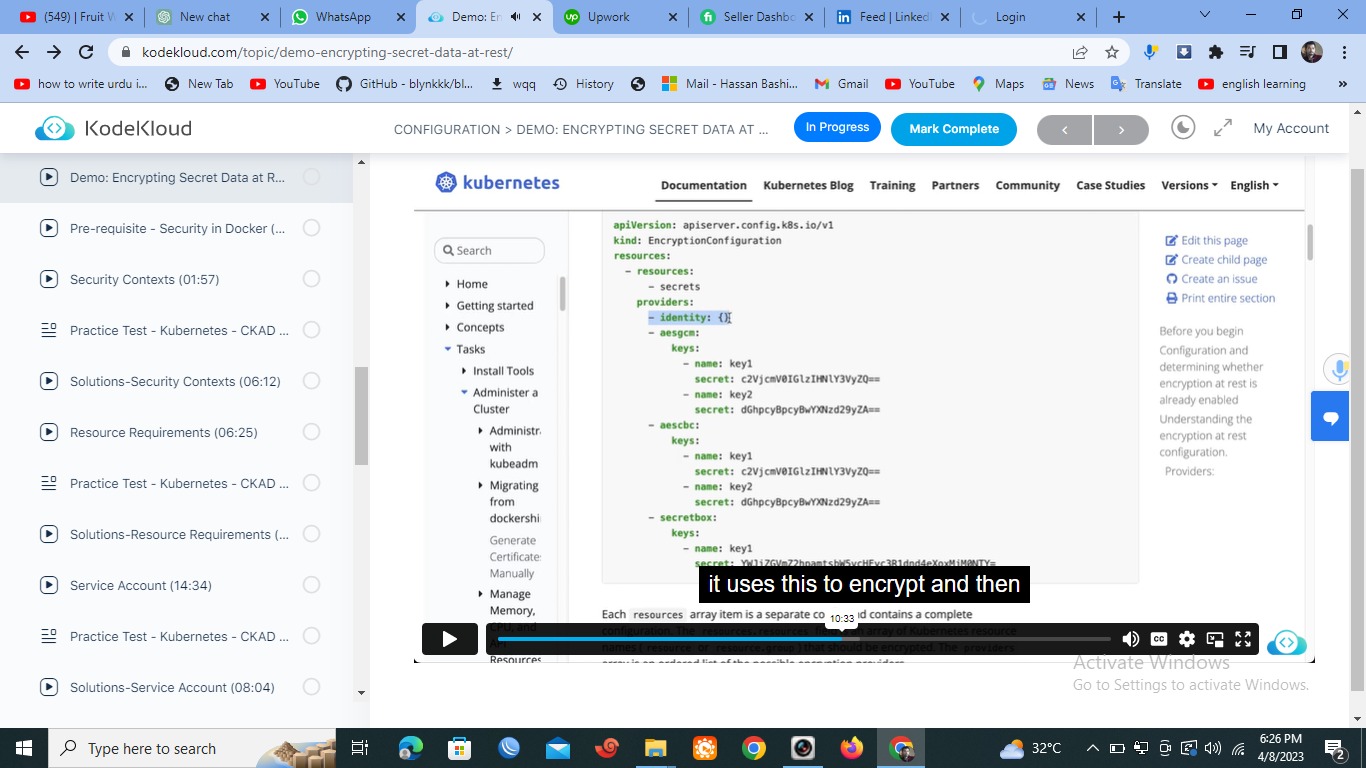 (549) | Fruit W
New chat
WhatsApp
Demo: En
Upwork
Seller Dashbo
Feed | Linked
Login
kodekloud.com/topic/demo-encrypting-secret-data-at-rest/
how to write urdu i...
New Tab
YouTube
GitHub - blynkkk/bl...
wqq
History
Mail - Hassan Bashi...
Gmail
YouTube
Maps
News
Translate
english learning
»
KodeKloud
CONFIGURATION > DEMO: ENCRYPTING SECRET DATA AT ...
In Progress
Mark Complete
<
>
My Account
Demo: Encrypting Secret Data at R...
Pre-requisite - Security in Docker (...
Security Contexts (01:57)
Practice Test - Kubernetes - CKAD ...
Solutions-Security Contexts (06:12)
Resource Requirements (06:25)
Practice Test - Kubernetes - CKAD ...
Solutions-Resource Requirements (...
Service Account (14:34)
Practice Test - Kubernetes - CKAD ...
Solutions-Service Account (08:04)
kubernetes
Documentation
Kubernetes Blog
Training
Partners
Community
Case Studies
Versions
English
Search
Home
Getting started
Concepts
Tasks
Install Tools
Administer a
Cluster
Administr
with
kubeadm
Migrating
from
dockershi
Generate
Certificate
Manually
Manage
Memory,
CPU, and
API
Resources
apiVersion: apiserver.config.k8s.io/v1
kind: EncryptionConfiguration
resources:
- resources:
- secrets
providers:
- identity: {}
- aesgcm:
keys:
- name: key1
secret: c2VjcmV0IGlzIHNlY3VyZQ==
- name: key2
secret: dGhpcyBpcyBwYXNzd29yZA==
- aescbc:
keys:
- name: key1
secret: c2VjcmV0IGlzIHNlY3VyZQ==
- name: key2
secret: dGhpcyBpcyBwYXNzd29yZA==
- secretbox:
keys:
- name: key1
secret:
it uses this to encrypt and then
10:33
Each resources array item is a separate co nd contains a complete
configuration. The resources.resources field is an array of Kubernetes resource
names ( resource or resource.group ) that should be encrypted. The providers
array is an ordered list of the possible encryption providers.
Edit this page
Create child page
Create an issue
Print entire section
Before you begin
Configuration and
determining whether
encryption at rest is
already enabled
Understanding the
encryption at rest
configuration.
Providers:
CC
Activate Windows
Go to Settings to activate Windows.
Type here to search
32°C
6:26 PM
4/8/2023
2